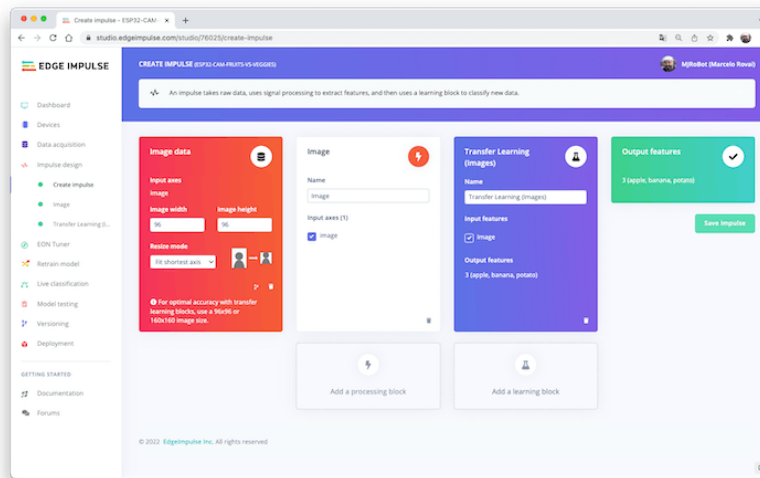 Create impulse - ESP32-CAM-
studio.edgeimpulse.com/studio/76025/create-impulse
EDGE IMPULSE
Dashboard
Devices
Data acquisition
Impulse design
Create impulse
Image
Transfer Learning (I...
EON Tuner
Retrain model
Live classification
Model testing
Versioning
Deployment
GETTING STARTED
Documentation
Forums
CREATE IMPULSE (ESP32-CAM-FRUITS-VS-VEGGIES)
MJRoBot (Marcelo Rovai)
An impulse takes raw data, uses signal processing to extract features, and then uses a learning block to classify new data.
Image data
Input axes
image
Image width
Image height
96
96
Resize mode
Fit shortest axis
For optimal accuracy with transfer
learning blocks, use a 96x96 or
160x160 image size.
Image
Name
Image
Input axes (1)
image
Add a processing block
Transfer Learning
(Images)
Name
Transfer Learning (Images)
Input features
Image
Output features
3 (apple, banana, potato)
Add a learning block
Output features
3 (apple, banana, potato)
Save Impulse
© 2022 EdgeImpulse Inc. All rights reserved